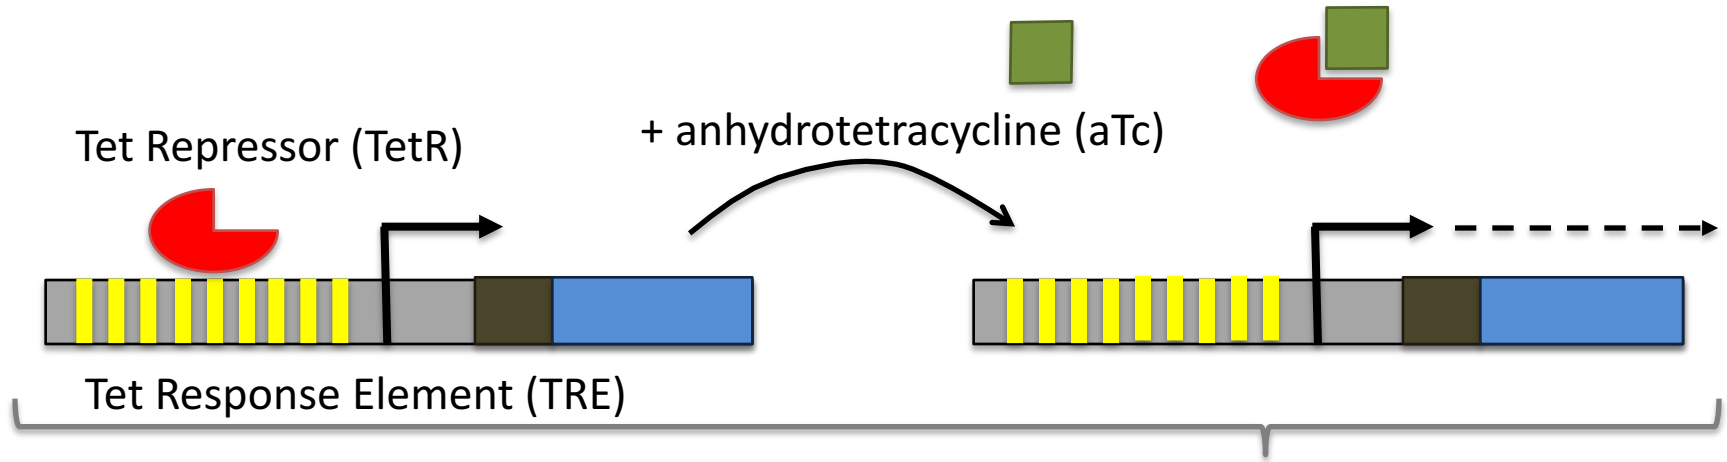 + anhydrotetracycline (aTc)
Tet Repressor (TetR)
Tet Response Element (TRE)